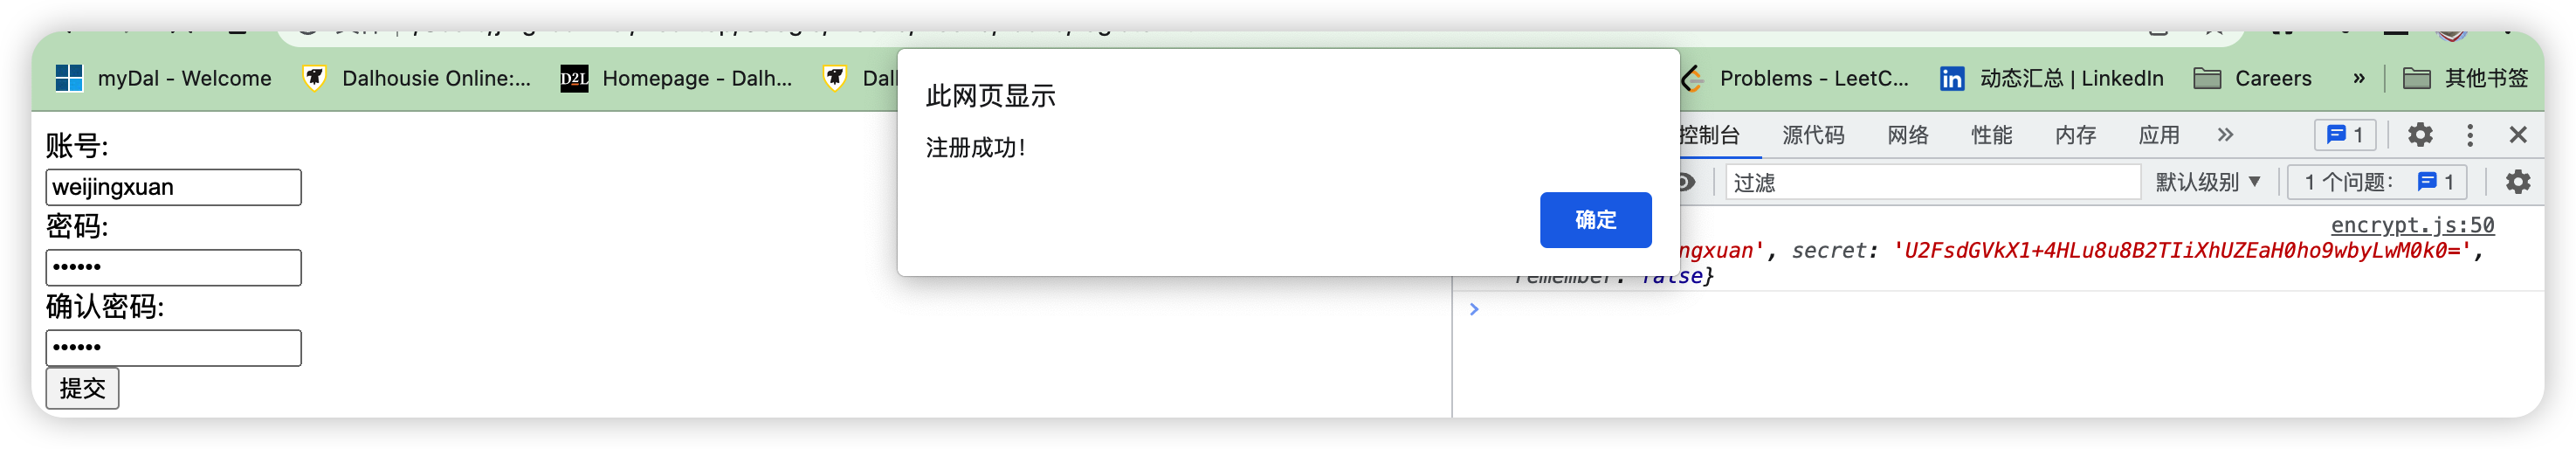 myDal - Welcome
Dalhousie Online:...
D2L
Homepage - Dalh...
Dall
Problems - LeetC...
in
动态汇总 | LinkedIn
Careers
»
其他书签
此网页显示
注册成功!
确定
账号:
weijingxuan
密码:
••••••
确认密码:
••••••
提交
控制台
源代码
网络
性能
内存
应用
»
1
过滤
默认级别 ▼
1 个问题:
1
encrypt.js:50
ngxuan', secret: 'U2FsdGVkX1+4HLu8u8B2TIiXhUZEaH0ho9wbyLwM0k0=',
remember: false}
>